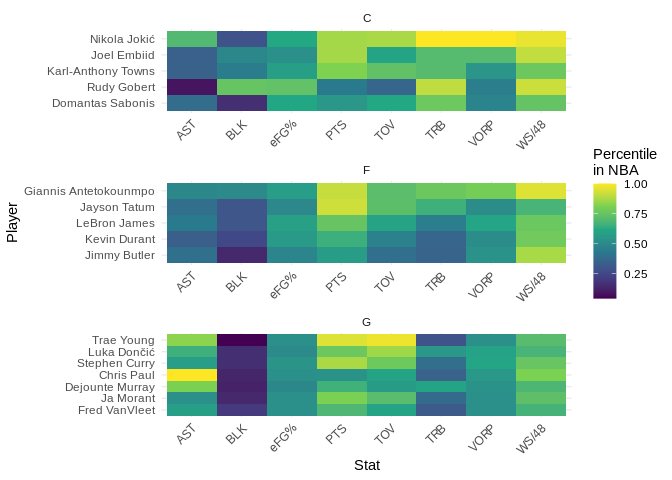 C
Nikola Jokić
Joel Embiid
Karl-Anthony Towns
Rudy Gobert
Domantas Sabonis
AST BLK eFG% PTS TOV TRB VORP WS/48
F
Giannis Antetokounmpo
Jayson Tatum
LeBron James
Kevin Durant
Jimmy Butler
AST BLK eFG% PTS TOV TRB VORP WS/48
G
Trae Young
Luka Dončić
Stephen Curry
Chris Paul
Dejounte Murray
Ja Morant
Fred VanVleet
AST BLK eFG% PTS TOV TRB VORP WS/48
Stat
Player
Percentile
in NBA
1.00
0.75
0.50
0.25